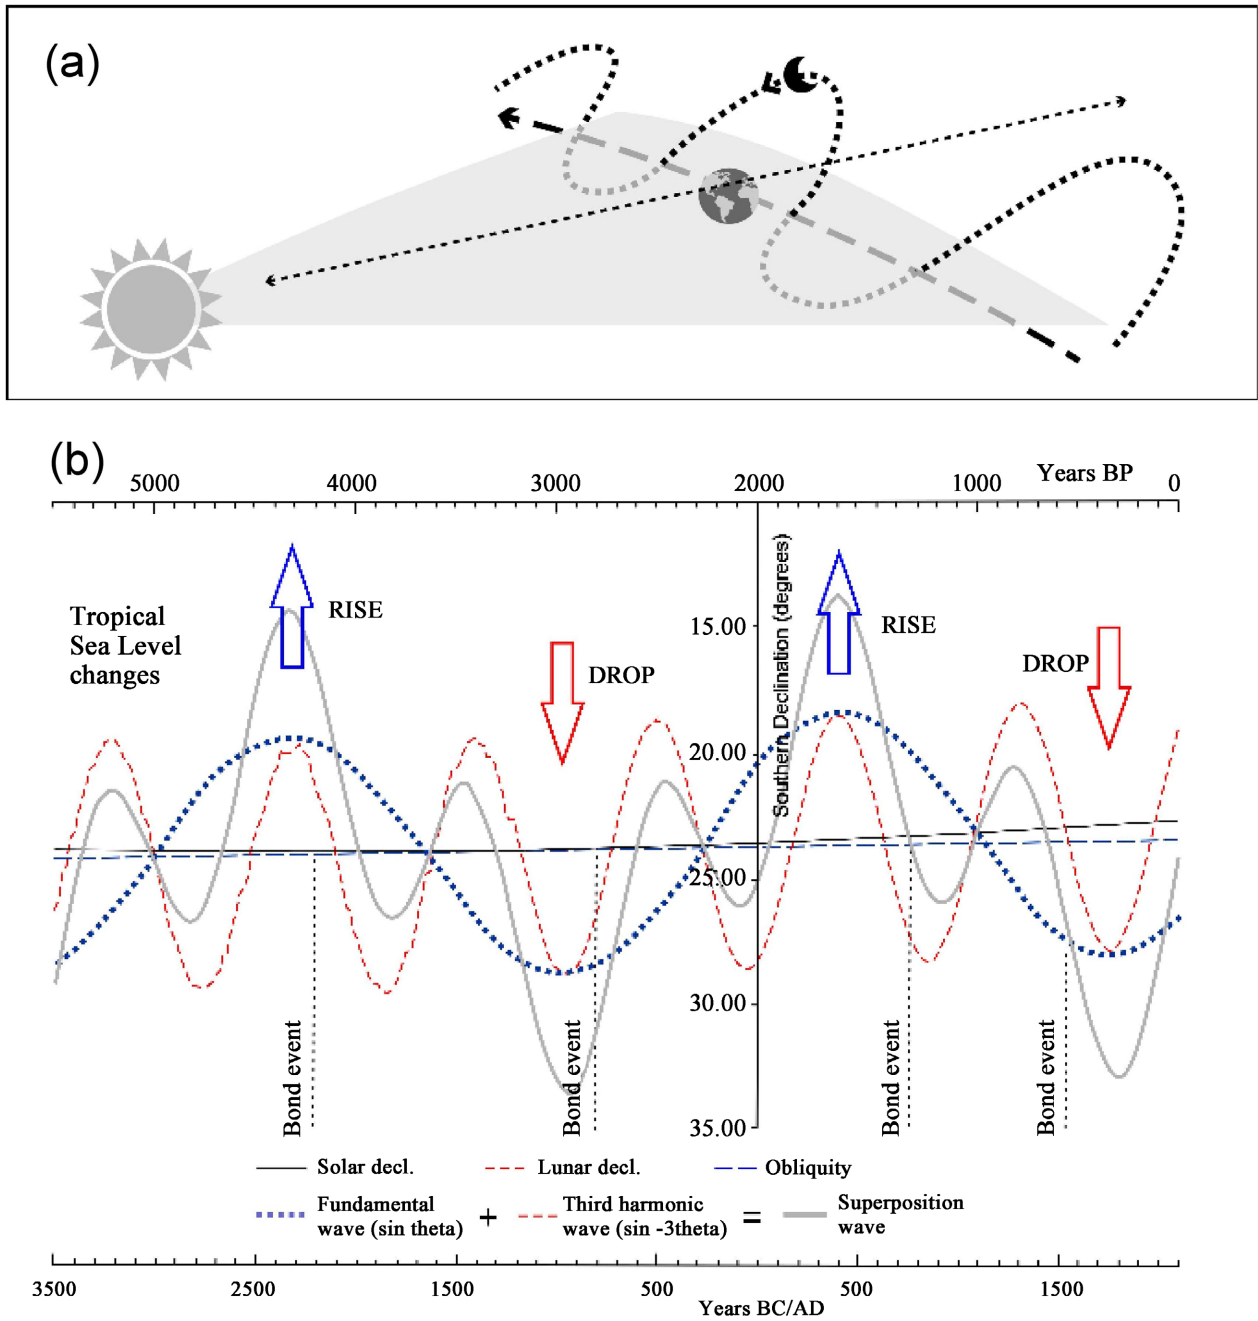 (a)
(b)
5000 4000 3000 2000 1000 Years BP 0
Tropical
Sea Level
changes
RISE
DROP
RISE
DROP
Southern Declination (degrees)
15.00
20.00
25.00
30.00
35.00
Bond event
Bond event
Bond event
Bond event
Solar decl.
Lunar decl.
Obliquity
Fundamental
wave (sin theta)
+
Third harmonic
wave (sin -3theta)
=
Superposition
wave
3500 2500 1500 500 500 1500
Years BC/AD